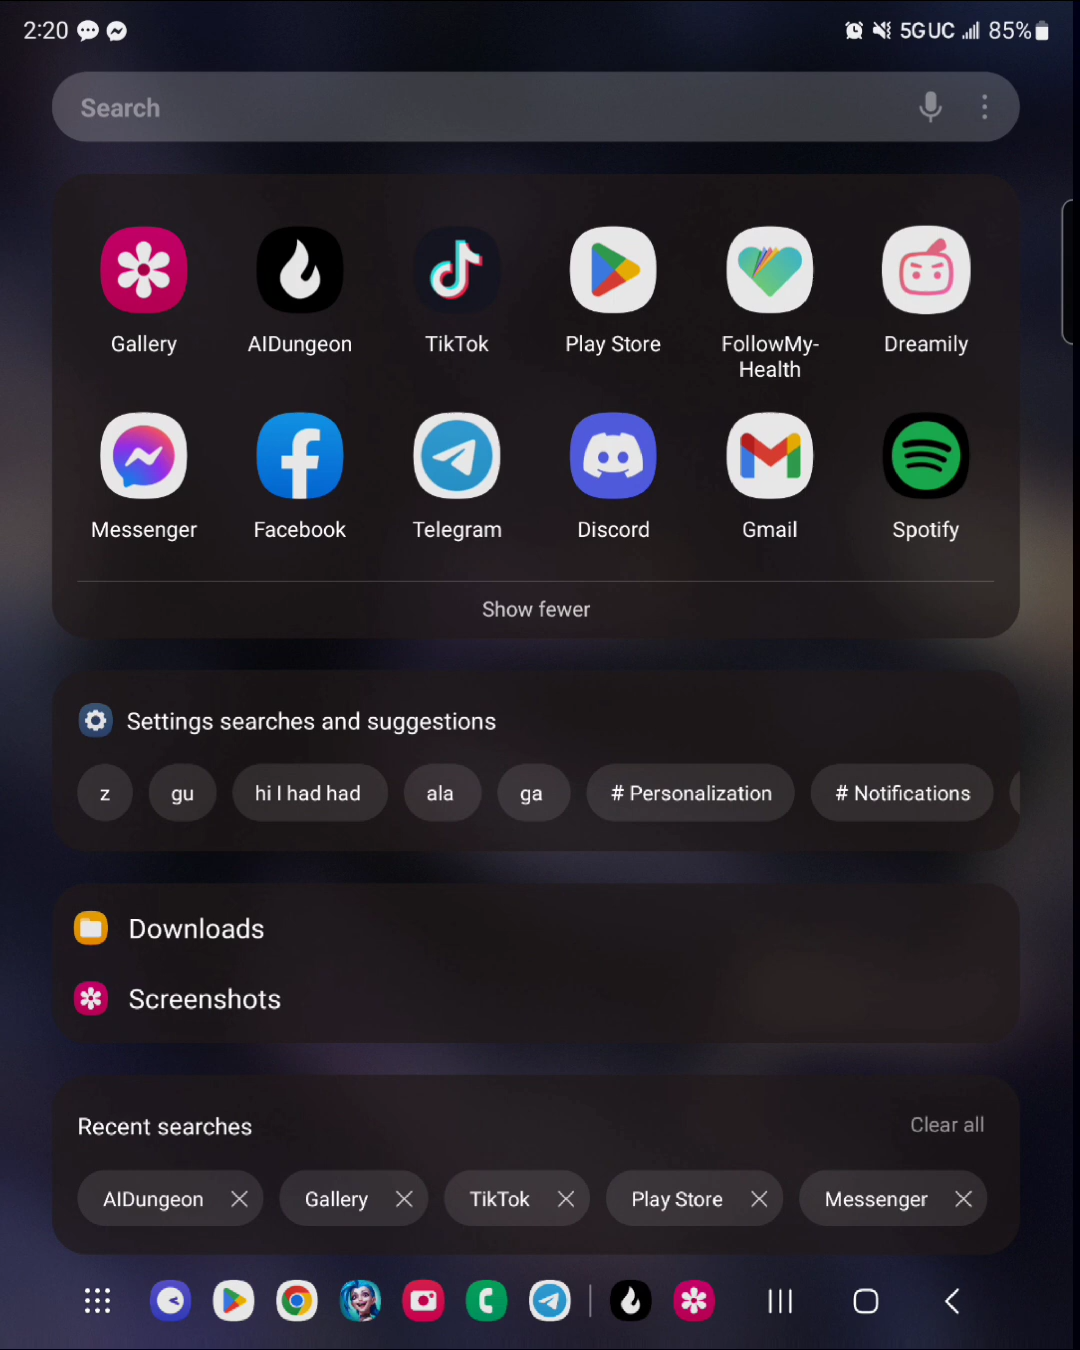 2:20 5G UC 85%
Search
Gallery AIDungeon TikTok Play Store FollowMy- Dreamily
Health
Messenger Facebook Telegram Discord Gmail Spotify
Show fewer
Settings searches and suggestions
z gu hi I had had ala ga # Personalization # Notifications
Downloads
Screenshots
Recent searches Clear all
AIDungeon Gallery TikTok Play Store Messenger